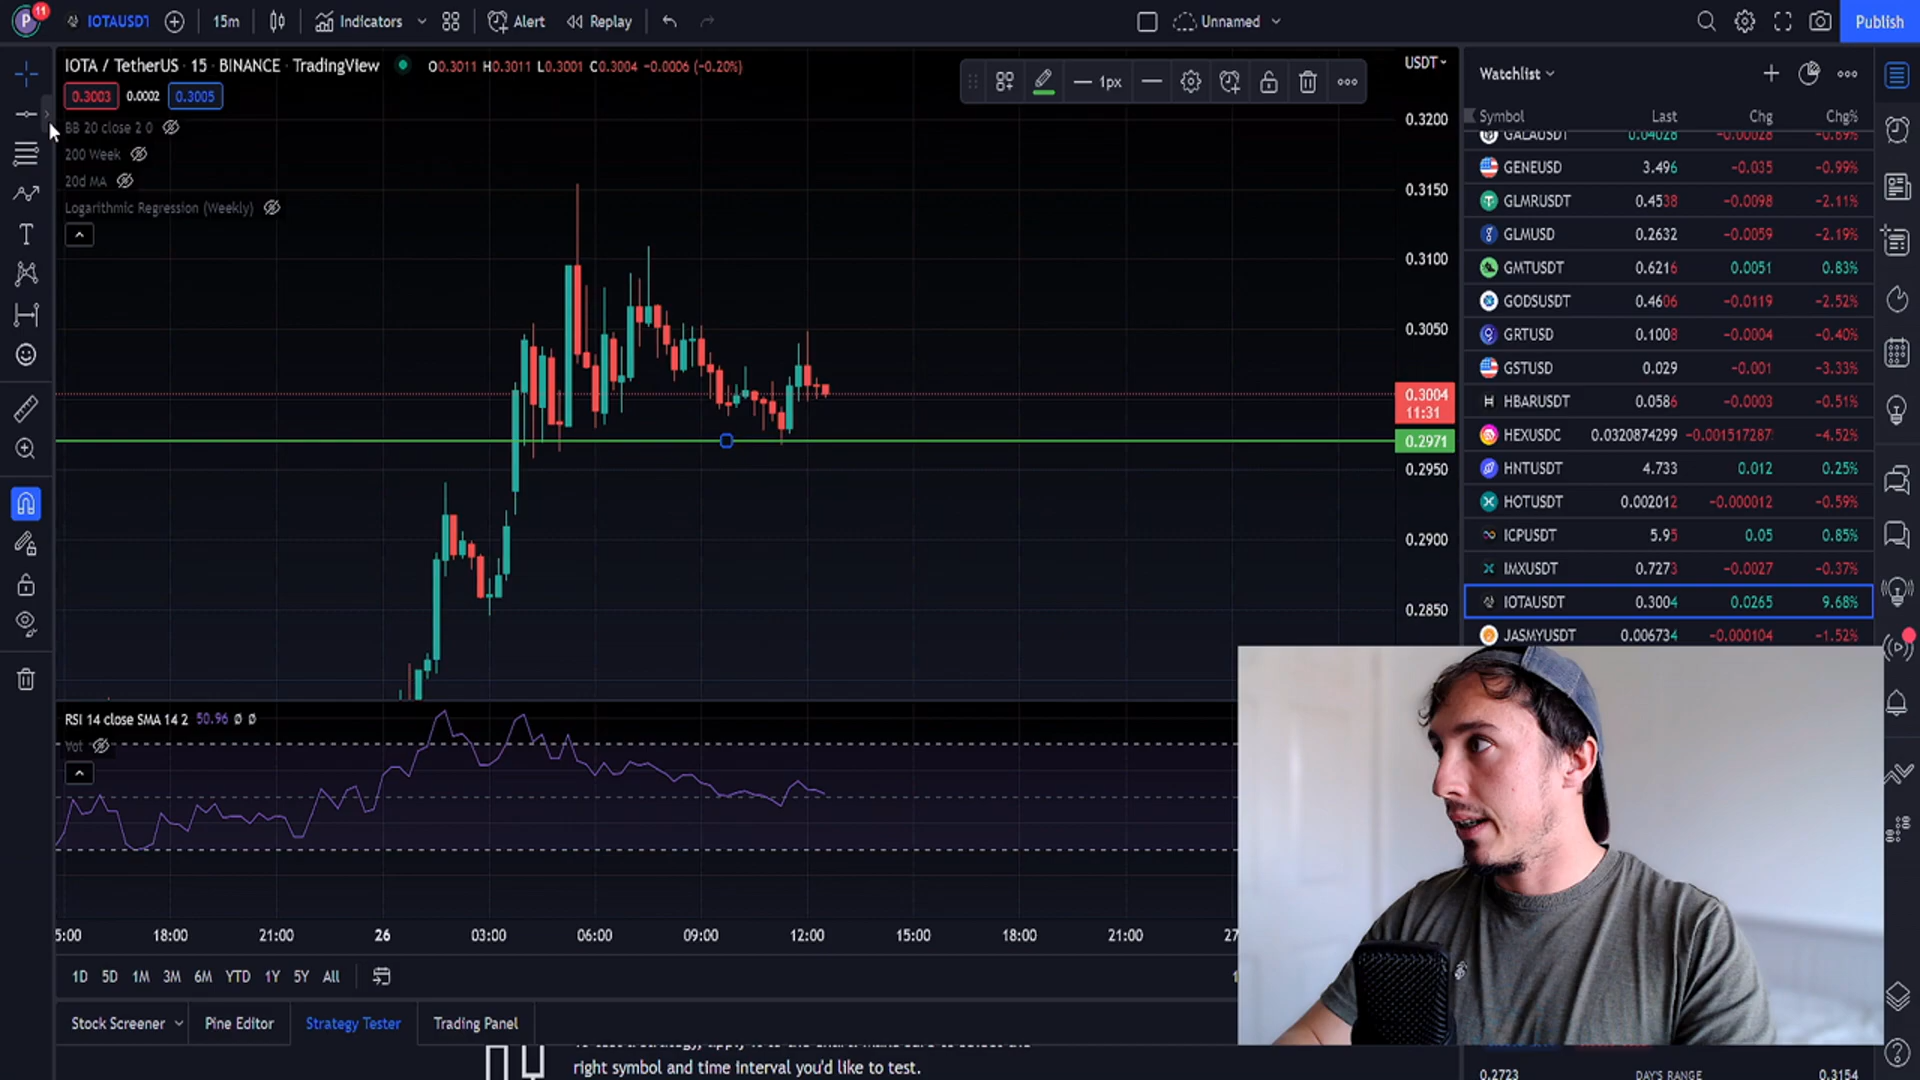 P 11 IOTAUSDT 15m Indicators Alert Replay Unnamed Publish
IOTA / TetherUS · 15 · BINANCE · TradingView O0.3011 H0.3011 L0.3001 C0.3004 -0.0006 (-0.20%)
0.3003 0.0002 0.3005
BB 20 close 2 0
200 Week
20d MA
Logarithmic Regression (Weekly)
1px
USDT
0.3200
0.3150
0.3100
0.3050
0.3004
11:31
0.2971
0.2950
0.2900
0.2850
RSI 14 close SMA 14 2 50.96 Ø Ø
Vol
5:00 18:00 21:00 26 03:00 06:00 09:00 12:00 15:00 18:00 21:00 27
1D 5D 1M 3M 6M YTD 1Y 5Y All
Stock Screener Pine Editor Strategy Tester Trading Panel
right symbol and time interval you'd like to test.
Watchlist
Symbol Last Chg Chg%
GALAUSDT 0.04028 -0.00028 -0.69%
GENEUSD 3.496 -0.035 -0.99%
GLMRUSDT 0.4538 -0.0098 -2.11%
GLMUSD 0.2632 -0.0059 -2.19%
GMTUSDT 0.6216 0.0051 0.83%
GODSUSDT 0.4606 -0.0119 -2.52%
GRTUSD 0.1008 -0.0004 -0.40%
GSTUSD 0.029 -0.001 -3.33%
HBARUSDT 0.0586 -0.0003 -0.51%
HEXUSDC 0.0320874299 -0.001517287 -4.52%
HNTUSDT 4.733 0.012 0.25%
HOTUSDT 0.002012 -0.000012 -0.59%
ICPUSDT 5.95 0.05 0.85%
IMXUSDT 0.7273 -0.0027 -0.37%
IOTAUSDT 0.3004 0.0265 9.68%
JASMYUSDT 0.006734 -0.000104 -1.52%
0.2723 DAY'S RANGE 0.3154